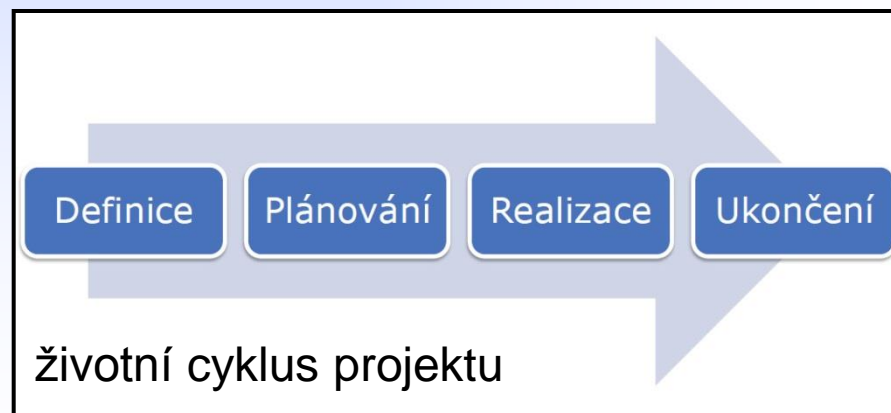 Definice Plánování Realizace Ukončení
životní cyklus projektu